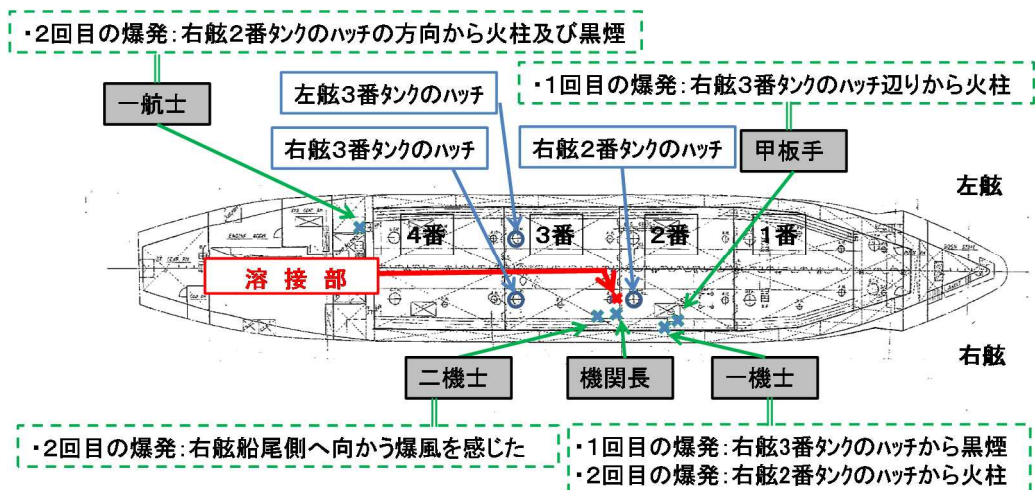 ・2回目の爆発:右舷2番タンクのハッチの方向から火柱及び黒煙
・1回目の爆発:右舷3番タンクのハッチ辺りから火柱
一航士
左舷3番タンクのハッチ
右舷3番タンクのハッチ
右舷2番タンクのハッチ
甲板手
左舷
4番
3番
2番
1番
溶接部
右舷
二機士
機関長
一機士
・2回目の爆発:右舷船尾側へ向かう爆風を感じた
・1回目の爆発:右舷3番タンクのハッチから黒煙
・2回目の爆発:右舷2番タンクのハッチから火柱